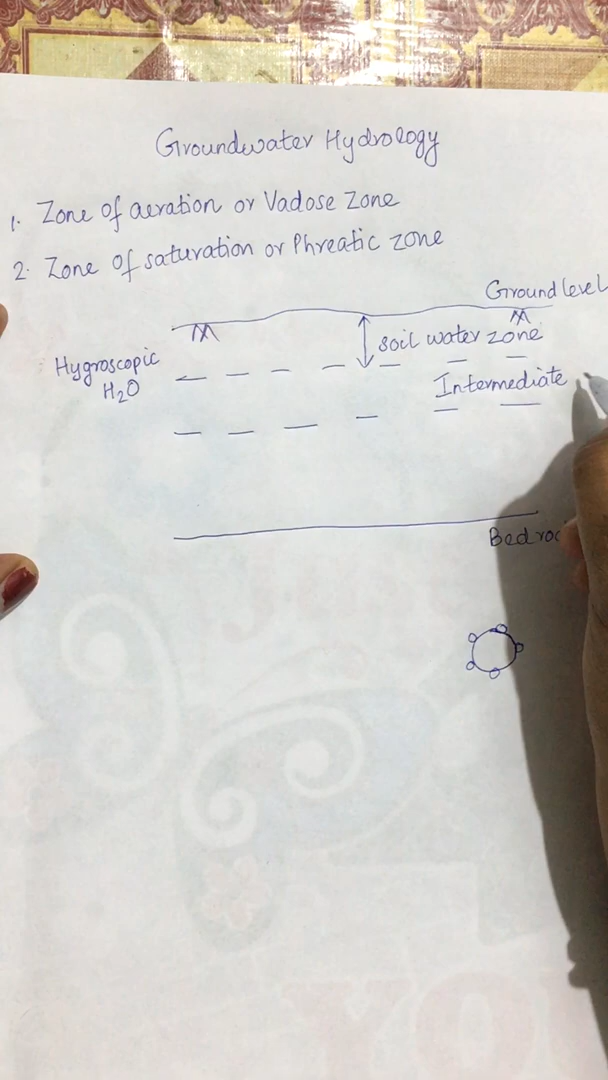 Groundwater Hydrology
1. Zone of aeration or Vadose Zone
2. Zone of saturation or Phreatic zone
Ground level
soil water zone
Hygroscopic
H2O
Intermediate